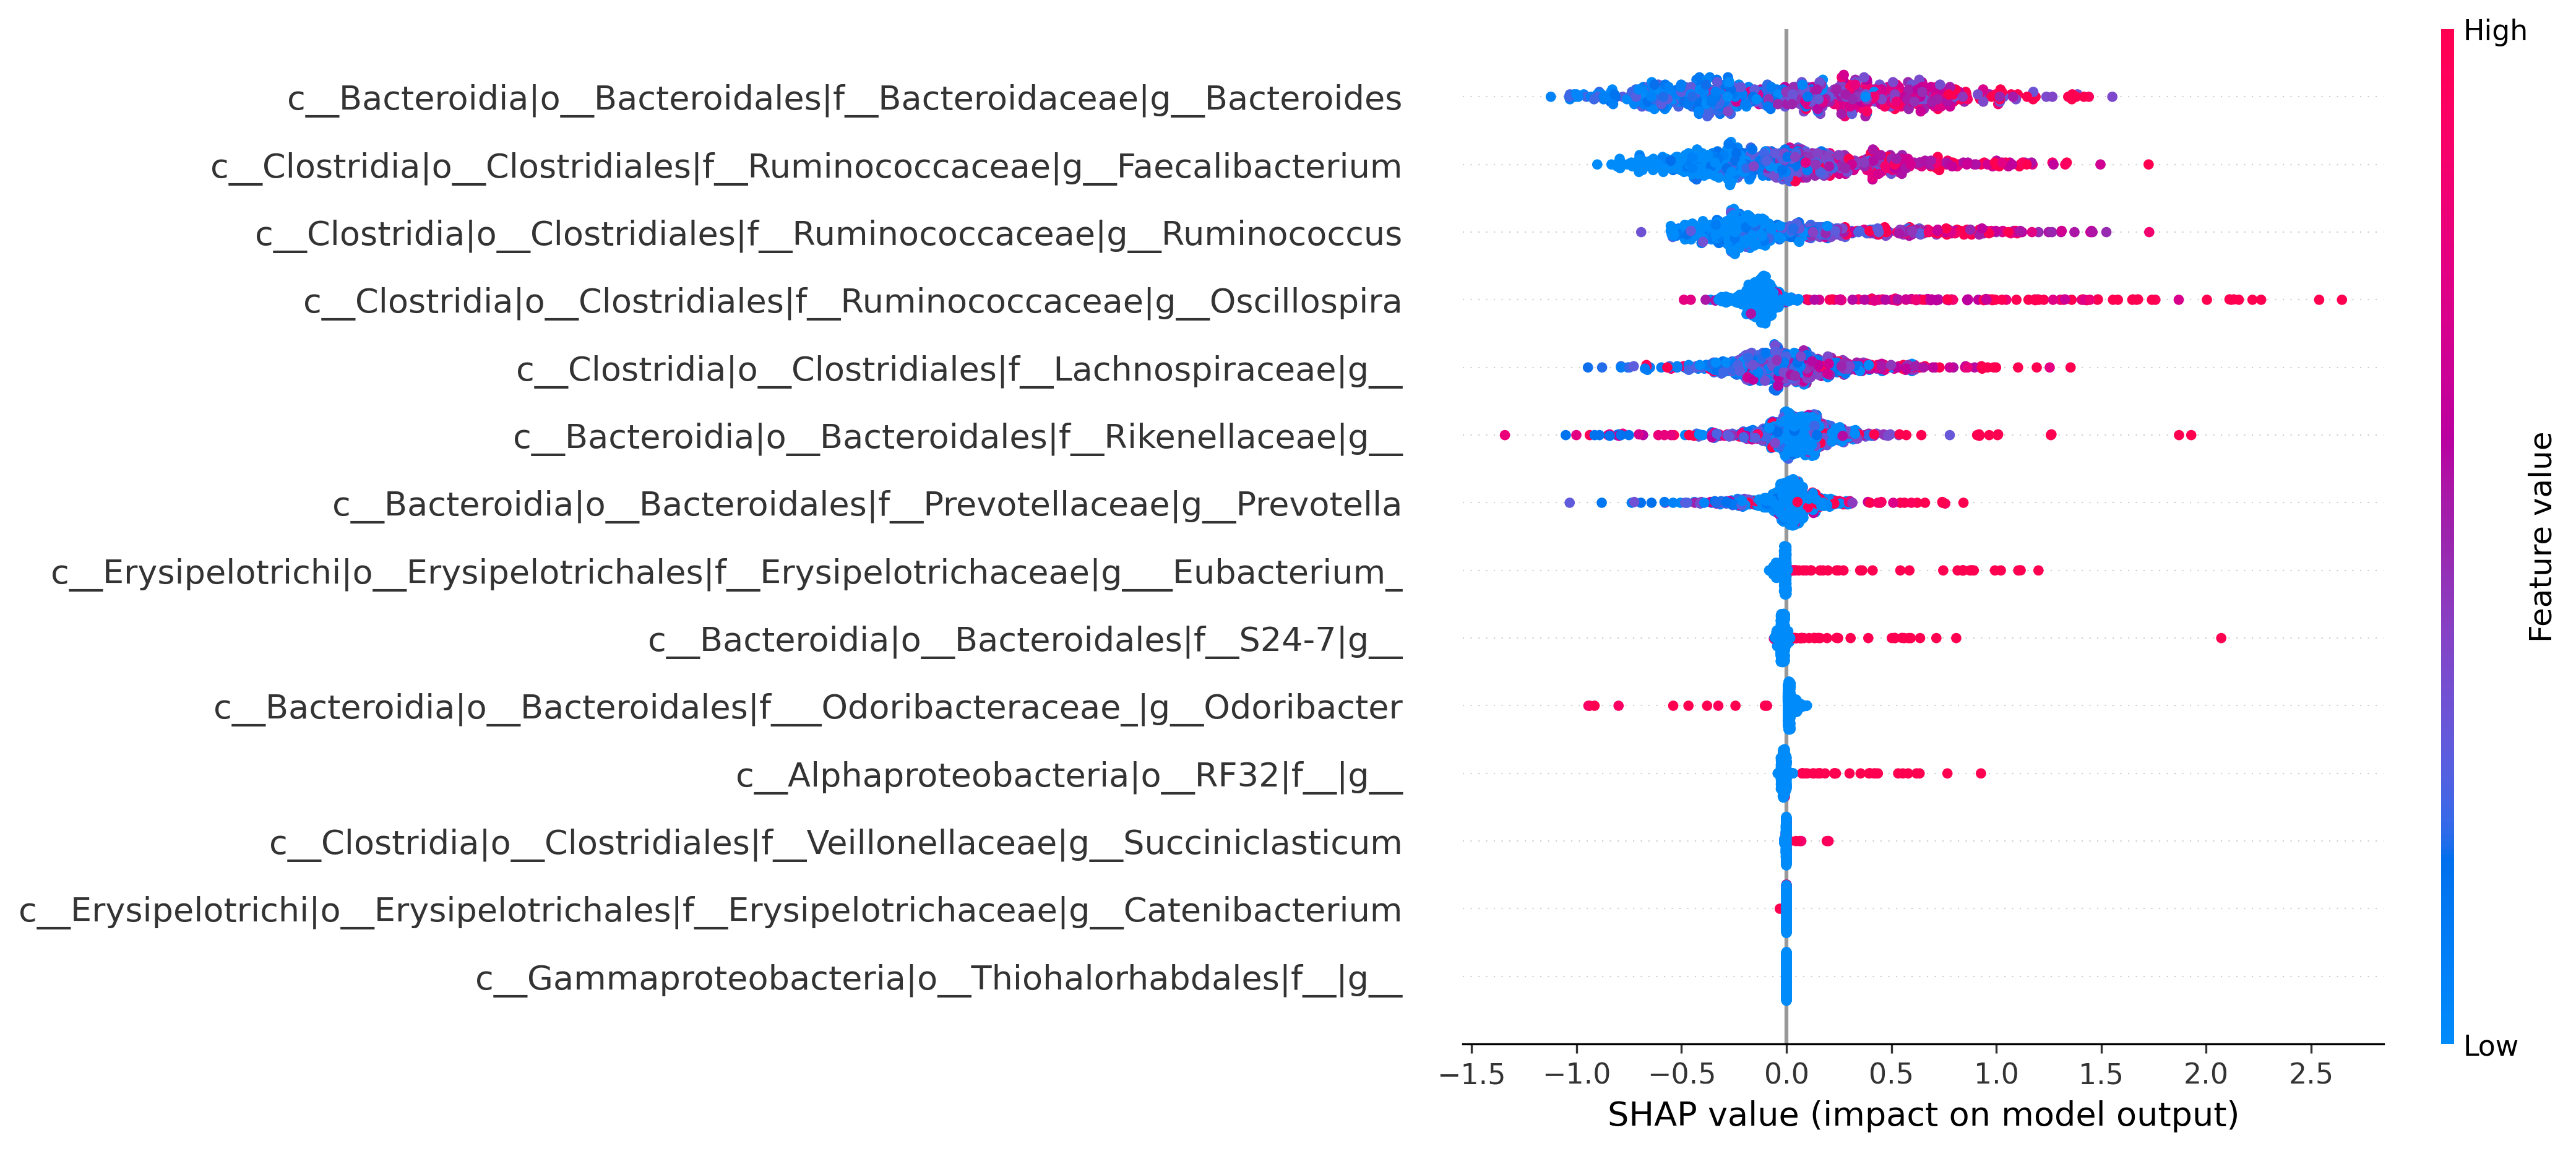 High
c__Bacteroidia|o__Bacteroidales|f__Bacteroidaceae|g__Bacteroides
c__Clostridia|o__Clostridiales|f__Ruminococcaceae|g__Faecalibacterium
c__Clostridia|o__Clostridiales|f__Ruminococcaceae|g__Ruminococcus
c__Clostridia|o__Clostridiales|f__Ruminococcaceae|g__Oscillospira
c__Clostridia|o__Clostridiales|f__Lachnospiraceae|g__
c__Bacteroidia|o__Bacteroidales|f__Rikenellaceae|g__
c__Bacteroidia|o__Bacteroidales|f__Prevotellaceae|g__Prevotella
c__Erysipelotrichi|o__Erysipelotrichales|f__Erysipelotrichaceae|g___Eubacterium_
c__Bacteroidia|o__Bacteroidales|f__S24-7|g__
c__Bacteroidia|o__Bacteroidales|f___Odoribacteraceae_|g__Odoribacter
c__Alphaproteobacteria|o__RF32|f__|g__
c__Clostridia|o__Clostridiales|f__Veillonellaceae|g__Succiniclasticum
c__Erysipelotrichi|o__Erysipelotrichales|f__Erysipelotrichaceae|g__Catenibacterium
c__Gammaproteobacteria|o__Thiohalorhabdales|f__|g__
Feature value
Low
−1.5 −1.0 −0.5 0.0 0.5 1.0 1.5 2.0 2.5
SHAP value (impact on model output)